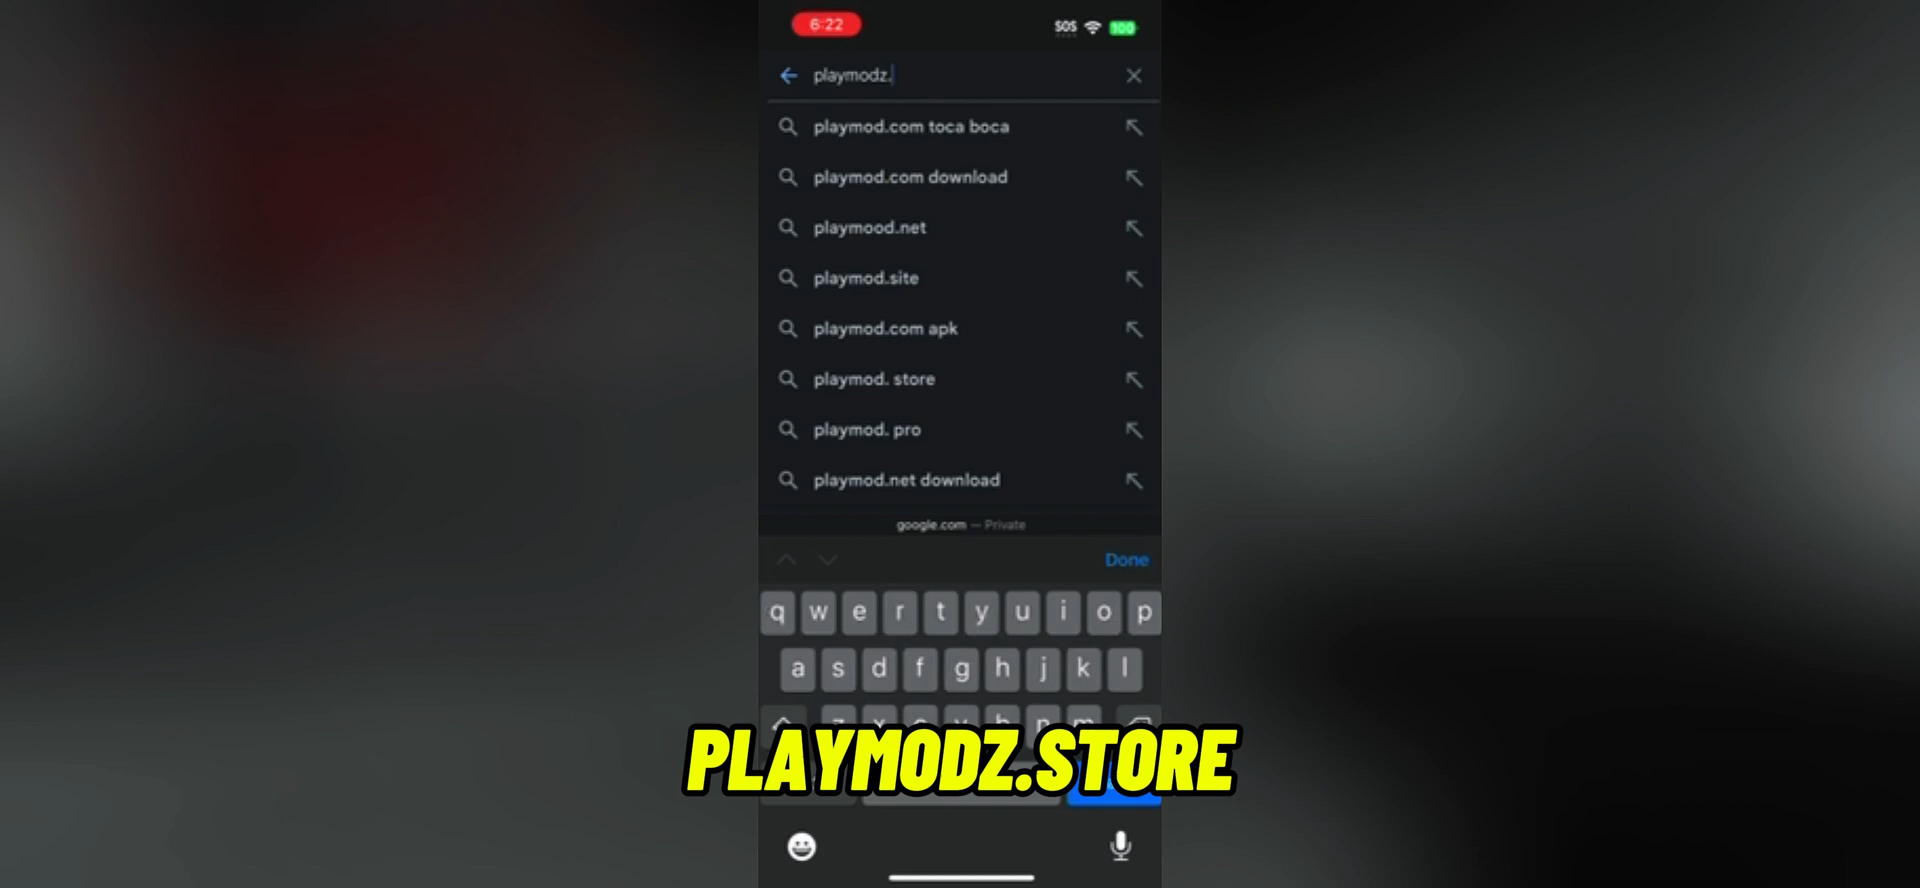 6:22 SOS 100
playmodz.
playmod.com toca boca
playmod.com download
playmood.net
playmod.site
playmod.com apk
playmod. store
playmod. pro
playmod.net download
google.com — Private
Done
q w e r t y u i o p
a s d f g h j k l
z x c v b n m
PLAYMODZ.STORE